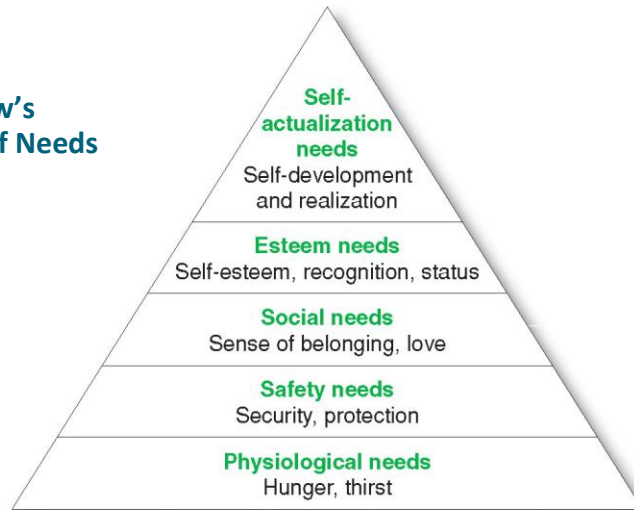 w's
f Needs
Self-
actualization
needs
Self-development
and realization
Esteem needs
Self-esteem, recognition, status
Social needs
Sense of belonging, love
Safety needs
Security, protection
Physiological needs
Hunger, thirst